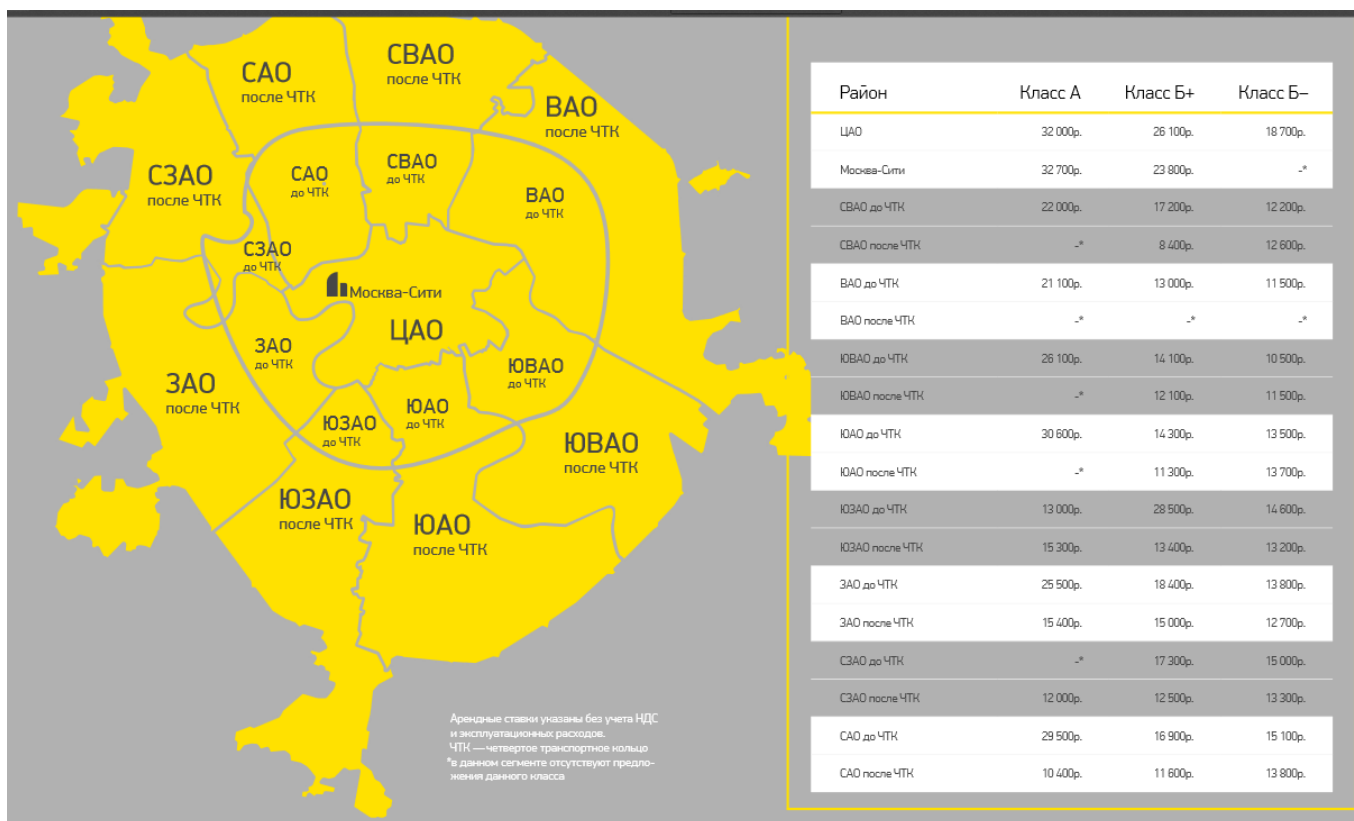 САО
после ЧТК
СВАО
после ЧТК
ВАО
после ЧТК
СЗАО
после ЧТК
САО
до ЧТК
СВАО
до ЧТК
ВАО
до ЧТК
СЗАО
до ЧТК
Москва-Сити
ЦАО
ЗАО
до ЧТК
ЮВАО
до ЧТК
ЗАО
после ЧТК
ЮЗАО
до ЧТК
ЮАО
до ЧТК
ЮВАО
после ЧТК
ЮЗАО
после ЧТК
ЮАО
после ЧТК
Арендные ставки указаны без учета НДС
и эксплуатационных расходов.
ЧТК — четвертое транспортное кольцо
*в данном сегменте отсутствуют предло-
жения данного класса
Район Класс А Класс Б+ Класс Б–
ЦАО 32 000р. 26 100р. 18 700р.
Москва-Сити 32 700р. 23 800р. -*
СВАО до ЧТК 22 000р. 17 200р. 12 200р.
СВАО после ЧТК -* 8 400р. 12 600р.
ВАО до ЧТК 21 100р. 13 000р. 11 500р.
ВАО после ЧТК -* -* -*
ЮВАО до ЧТК 26 100р. 14 100р. 10 500р.
ЮВАО после ЧТК -* 12 100р. 11 500р.
ЮАО до ЧТК 30 600р. 14 300р. 13 500р.
ЮАО после ЧТК -* 11 300р. 13 700р.
ЮЗАО до ЧТК 13 000р. 28 500р. 14 600р.
ЮЗАО после ЧТК 15 300р. 13 400р. 13 200р.
ЗАО до ЧТК 25 500р. 18 400р. 13 800р.
ЗАО после ЧТК 15 400р. 15 000р. 12 700р.
СЗАО до ЧТК -* 17 300р. 15 000р.
СЗАО после ЧТК 12 000р. 12 500р. 13 300р.
САО до ЧТК 29 500р. 16 900р. 15 100р.
САО после ЧТК 10 400р. 11 600р. 13 800р.